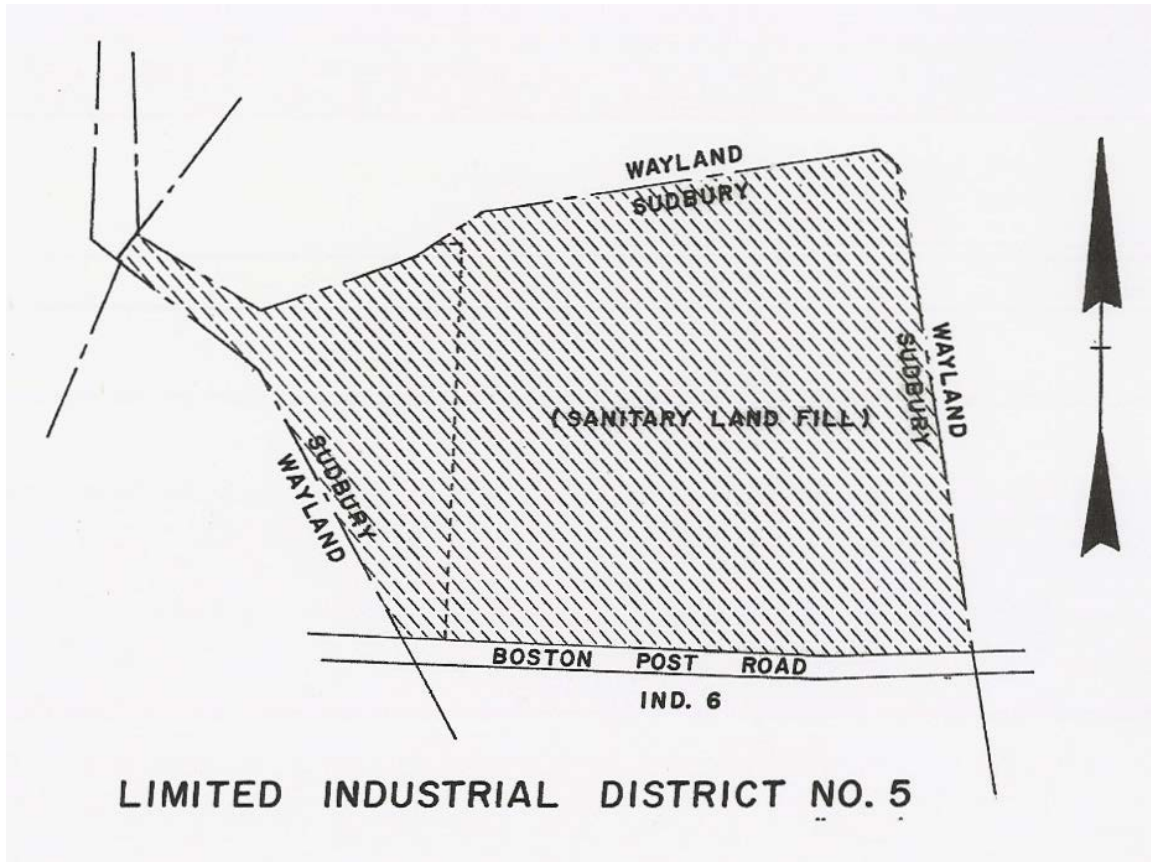 WAYLAND
SUDBURY
WAYLAND
SUDBURY
(SANITARY LAND FILL)
SUDBURY
WAYLAND
BOSTON POST ROAD
IND. 6
LIMITED INDUSTRIAL DISTRICT NO. 5